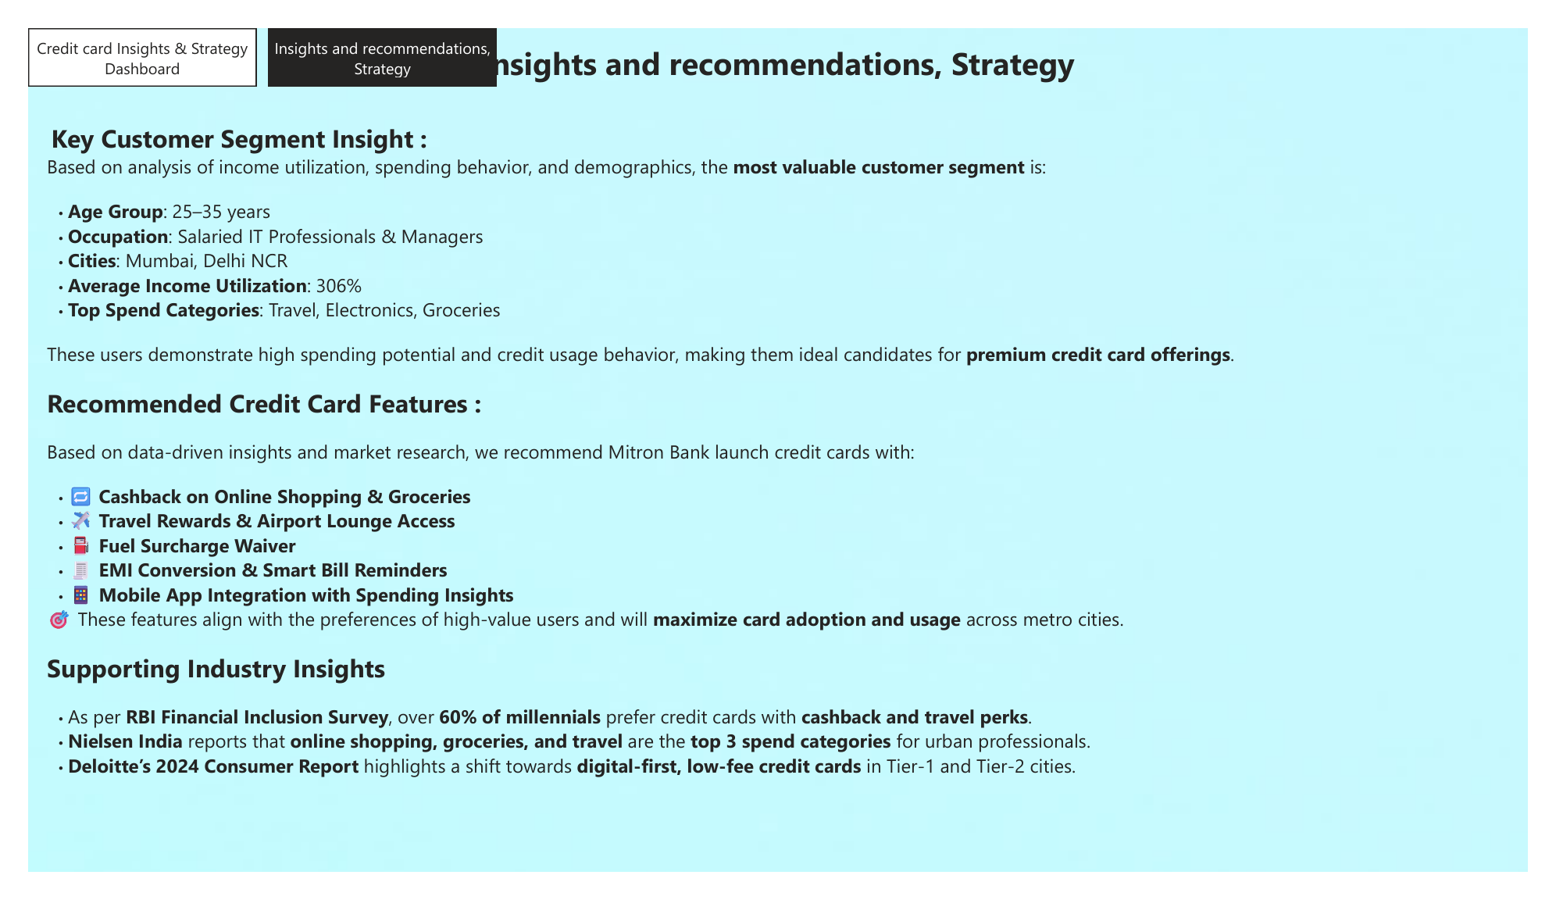 Credit card Insights & Strategy
Dashboard
Insights and recommendations,
Strategy
nsights and recommendations, Strategy
Key Customer Segment Insight :
Based on analysis of income utilization, spending behavior, and demographics, the most valuable customer segment is:
• Age Group: 25–35 years
• Occupation: Salaried IT Professionals & Managers
• Cities: Mumbai, Delhi NCR
• Average Income Utilization: 306%
• Top Spend Categories: Travel, Electronics, Groceries
These users demonstrate high spending potential and credit usage behavior, making them ideal candidates for premium credit card offerings.
Recommended Credit Card Features :
Based on data-driven insights and market research, we recommend Mitron Bank launch credit cards with:
• 🔁 Cashback on Online Shopping & Groceries
• ✈️ Travel Rewards & Airport Lounge Access
• ⛽ Fuel Surcharge Waiver
• 🧾 EMI Conversion & Smart Bill Reminders
• 📱 Mobile App Integration with Spending Insights
🎯 These features align with the preferences of high-value users and will maximize card adoption and usage across metro cities.
Supporting Industry Insights
• As per RBI Financial Inclusion Survey, over 60% of millennials prefer credit cards with cashback and travel perks.
• Nielsen India reports that online shopping, groceries, and travel are the top 3 spend categories for urban professionals.
• Deloitte’s 2024 Consumer Report highlights a shift towards digital-first, low-fee credit cards in Tier-1 and Tier-2 cities.